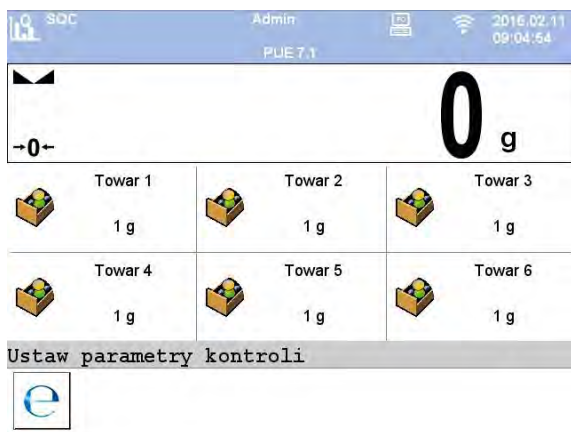 SQC Admin 2016.02.11
PUE 7.1 09:04:54
→0← 0 g
Towar 1 Towar 2 Towar 3
1 g 1 g 1 g
Towar 4 Towar 5 Towar 6
1 g 1 g 1 g
Ustaw parametry kontroli
e